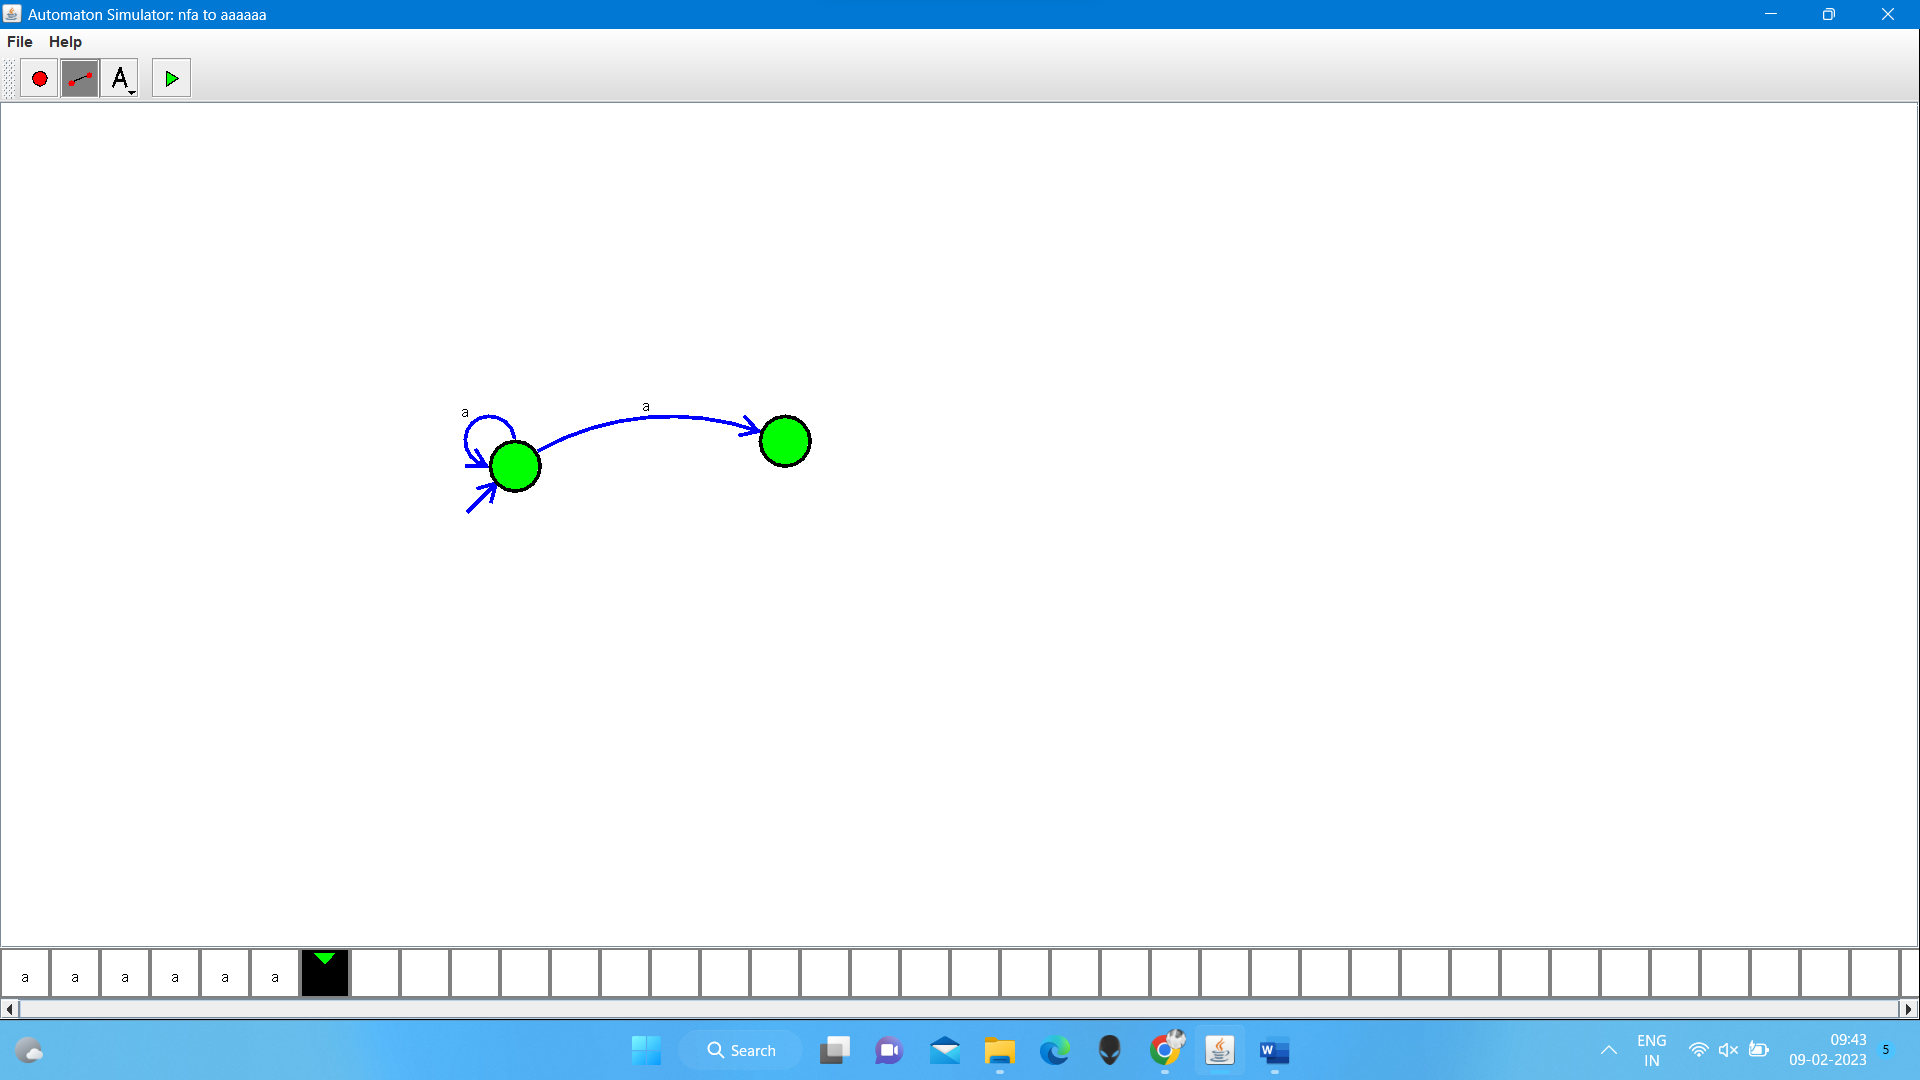 Automaton Simulator: nfa to aaaaaa
File Help
A
a
a
a a a a a a
Search
W
ENG
IN
09:43
09-02-2023
5